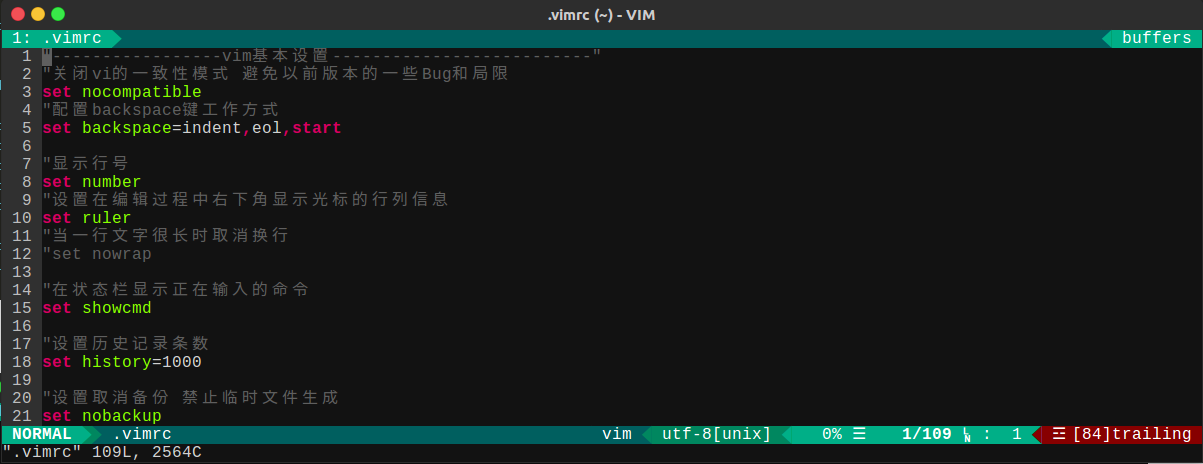 .vimrc (~) - VIM
1: .vimrc buffers
1 "-----------------vim基本设置--------------------------"
2 "关闭vi的一致性模式 避免以前版本的一些Bug和局限
3 set nocompatible
4 "配置backspace键工作方式
5 set backspace=indent,eol,start
6
7 "显示行号
8 set number
9 "设置在编辑过程中右下角显示光标的行列信息
10 set ruler
11 "当一行文字很长时取消换行
12 "set nowrap
13
14 "在状态栏显示正在输入的命令
15 set showcmd
16
17 "设置历史记录条数
18 set history=1000
19
20 "设置取消备份 禁止临时文件生成
21 set nobackup
NORMAL .vimrc vim utf-8[unix] 0% ☰ 1/109 ␤ : 1 ☲ [84]trailing
".vimrc" 109L, 2564C